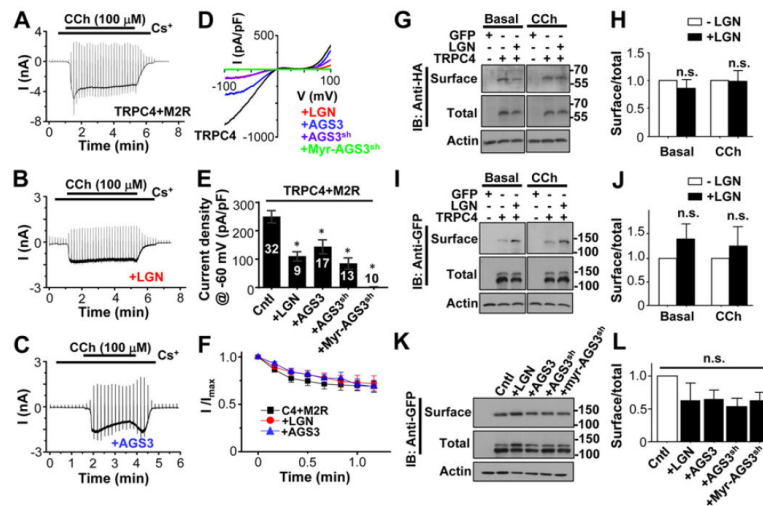 A
CCh (100 μM)
Cs⁺
I (nA)
4
0
-4
-8
TRPC4+M2R
0 2 4 6 8
Time (min)
B
CCh (100 μM)
Cs⁺
I (nA)
3
0
-3
+LGN
0 2 4 6 8
Time (min)
C
CCh (100 μM)
Cs⁺
I (nA)
3
0
-3
+AGS3
0 1 2 3 4 5 6
Time (min)
D
I (pA/pF)
500
-100
100
V (mV)
TRPC4
-1000
+LGN
+AGS3
+AGS3ˢʰ
+Myr-AGS3ˢʰ
E
TRPC4+M2R
Current density
@ -60 mV (pA/pF)
300
200
100
0
32
* 9
* 17
* 13
* 10
Cntl
+LGN
+AGS3
+AGS3ˢʰ
+Myr-AGS3ˢʰ
F
I /Iₘₐₓ
1.0
0.5
0.0
C4+M2R
+LGN
+AGS3
0.0 0.5 1.0
Time (min)
G
Basal CCh
GFP + +
LGN + +
TRPC4 + + + +
IB: Anti-HA
Surface
70
55
Total
70
55
Actin
H
- LGN
+LGN
Surface/total
1.5
1.0
0.5
0.0
n.s. n.s.
Basal CCh
I
Basal CCh
GFP + +
LGN + +
TRPC4 + + + +
IB: Anti-GFP
Surface
150
100
Total
150
100
Actin
J
- LGN
+LGN
Surface/total
2.0
1.5
1.0
0.5
0.0
n.s. n.s.
Basal CCh
K
Cntl
+LGN
+AGS3
+AGS3ˢʰ
+myr-AGS3ˢʰ
IB: Anti-GFP
Surface
150
100
Total
150
100
Actin
L
n.s.
Surface/total
1.0
0.5
0.0
Cntl
+LGN
+AGS3
+AGS3ˢʰ
+Myr-AGS3ˢʰ